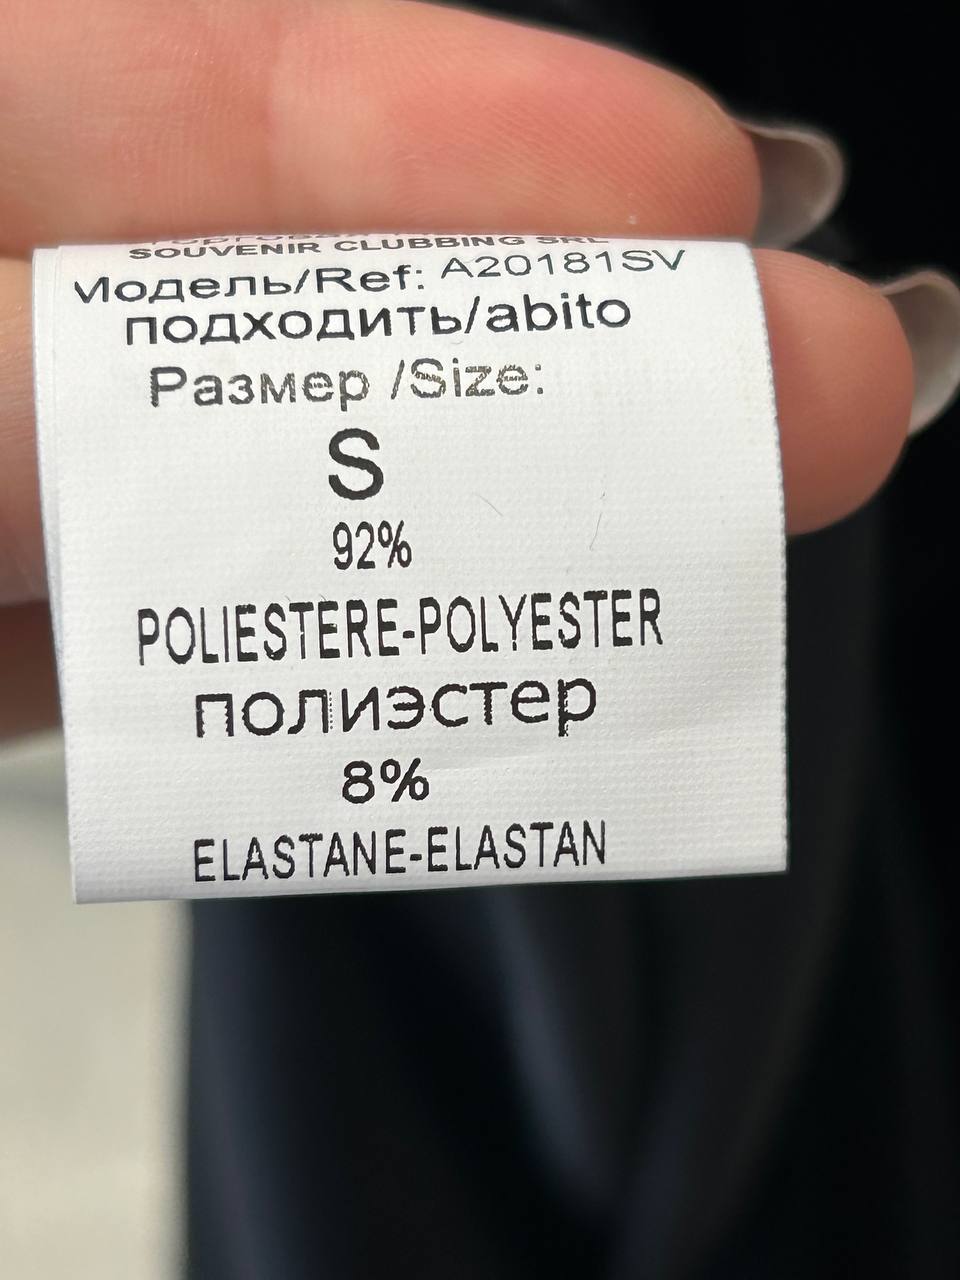 SOUVENIR CLUBBING SRL
Модель/Ref: A20181SV
подходить/abito
Размер /Size:
S
92%
POLIESTERE-POLYESTER
полиэстер
8%
ELASTANE-ELASTAN